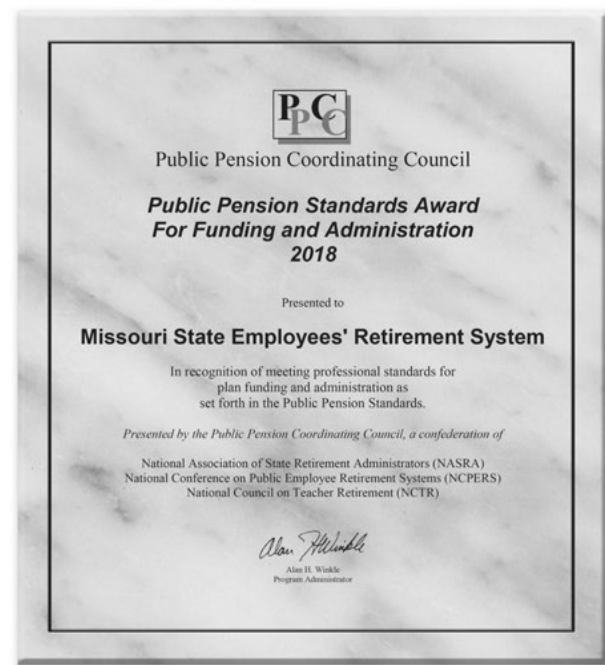 PPCC
Public Pension Coordinating Council
Public Pension Standards Award
For Funding and Administration
2018
Presented to
Missouri State Employees' Retirement System
In recognition of meeting professional standards for
plan funding and administration as
set forth in the Public Pension Standards.
Presented by the Public Pension Coordinating Council, a confederation of
National Association of State Retirement Administrators (NASRA)
National Conference on Public Employee Retirement Systems (NCPERS)
National Council on Teacher Retirement (NCTR)
Alan H Winkle
Alan H. Winkle
Program Administrator